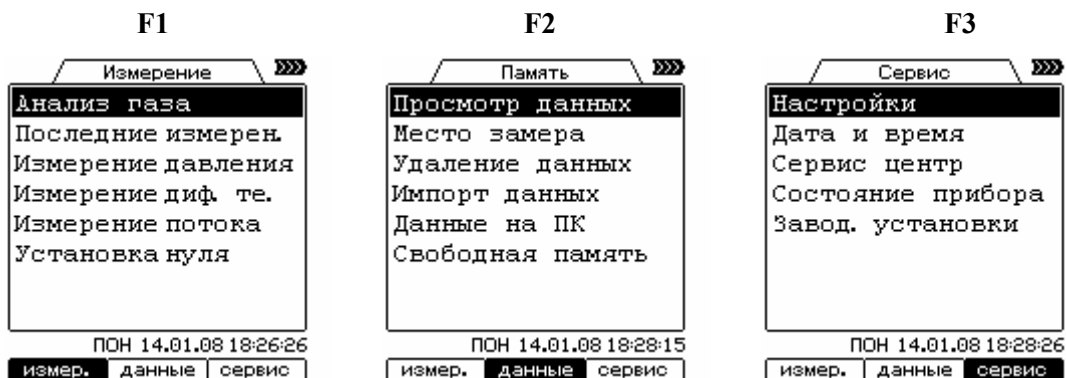 F1
F2
F3
Измерение
Анализ газа
Последние измерен.
Измерение давления
Измерение диф. те.
Измерение потока
Установка нуля
ПОН 14.01.08 18:26:26
измер. данные сервис
Память
Просмотр данных
Место замера
Удаление данных
Импорт данных
Данные на ПК
Свободная память
ПОН 14.01.08 18:28:15
измер. данные сервис
Сервис
Настройки
Дата и время
Сервис центр
Состояние прибора
Завод. установки
ПОН 14.01.08 18:28:26
измер. данные сервис